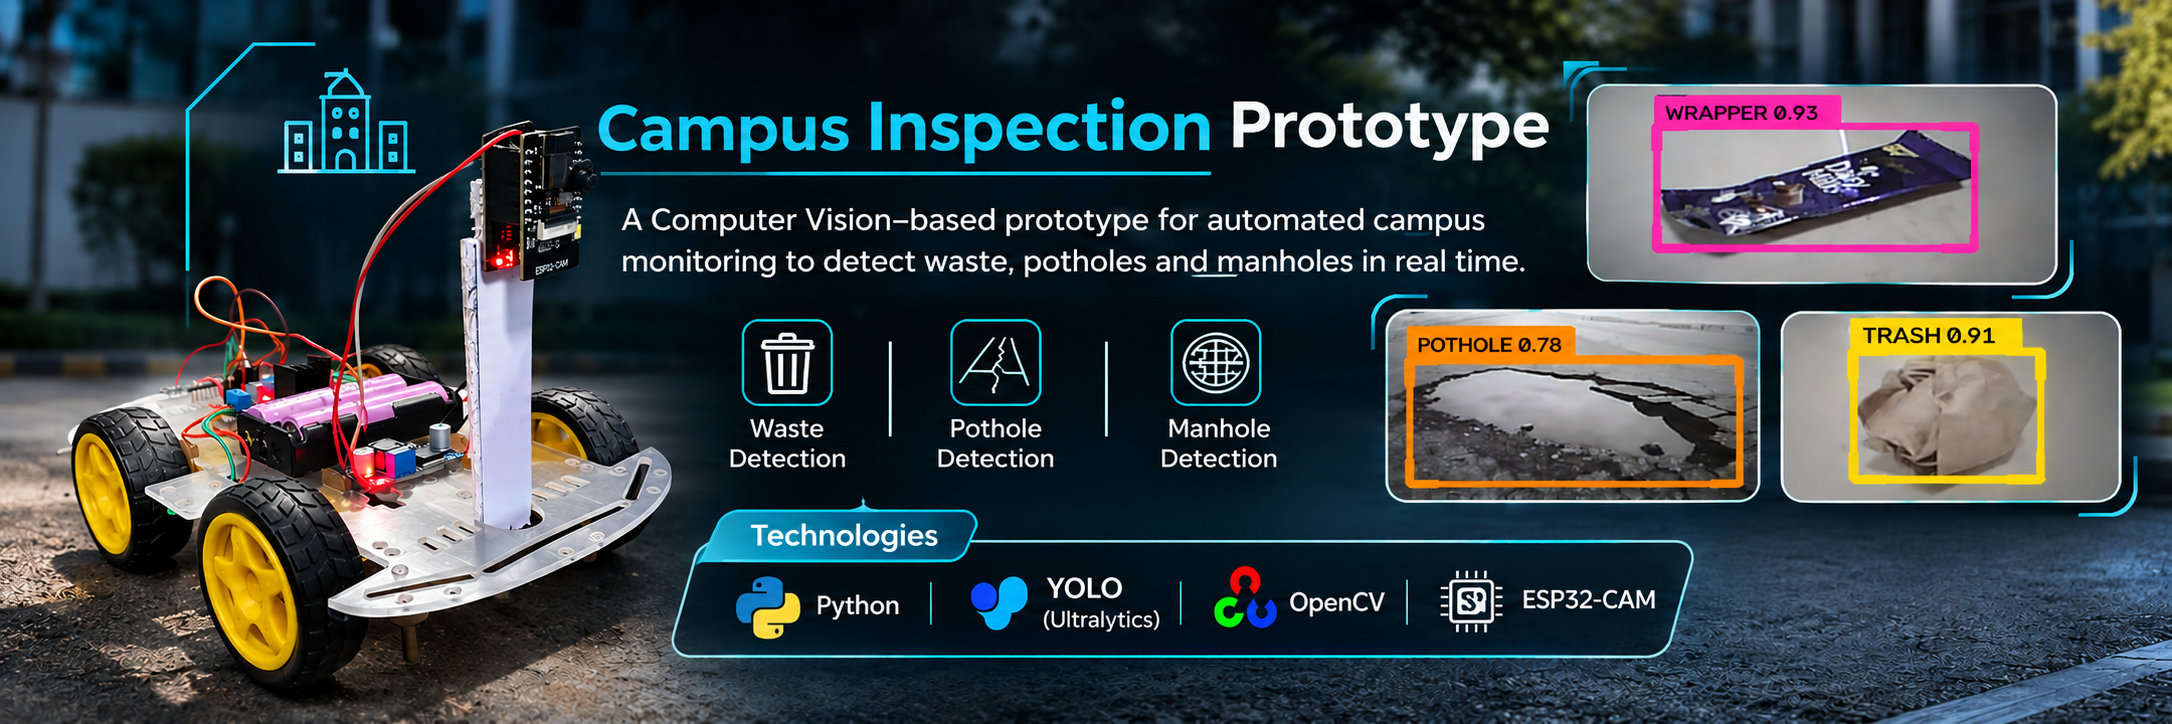 Campus Inspection Prototype
A Computer Vision–based prototype for automated campus
monitoring to detect waste, potholes and manholes in real time.
Waste
Detection
Pothole
Detection
Manhole
Detection
Technologies
Python
YOLO
(Ultralytics)
OpenCV
ESP32-CAM
WRAPPER 0.93
POTHOLE 0.78
TRASH 0.91
ESP32-CAM